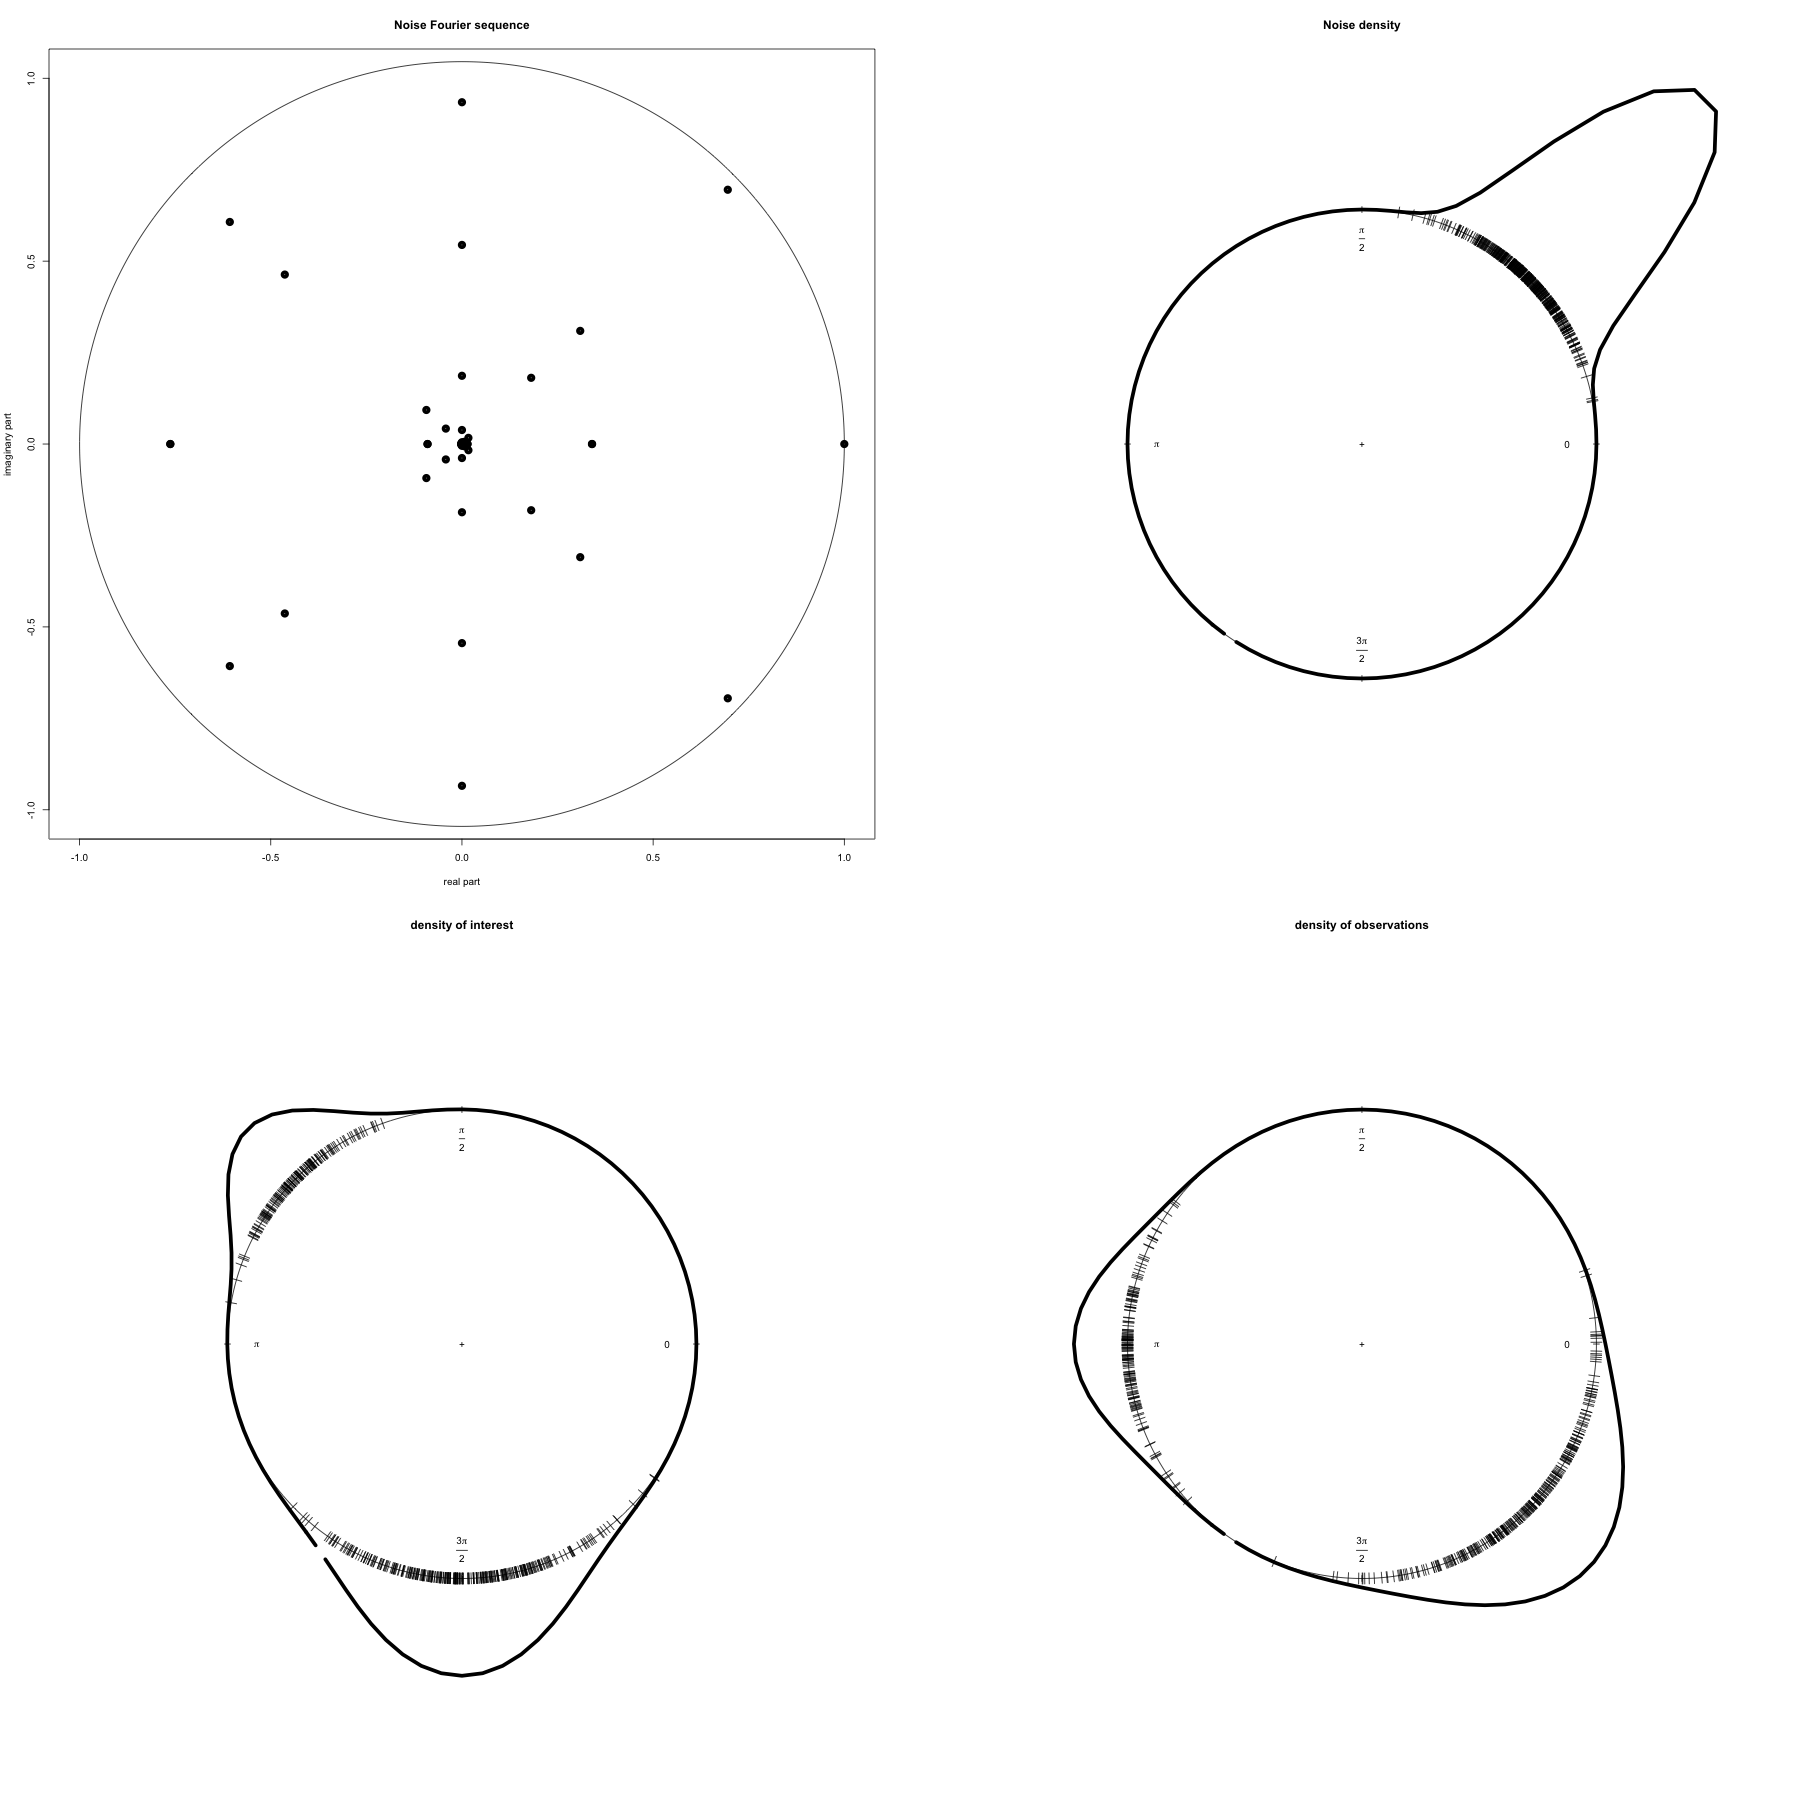 Noise Fourier sequence
1.0
0.5
0.0
-0.5
-1.0
imaginary part
-1.0 -0.5 0.0 0.5 1.0
real part
Noise density
π
2
π + 0
3π
2
density of interest
π
2
π + 0
3π
2
density of observations
π
2
π + 0
3π
2